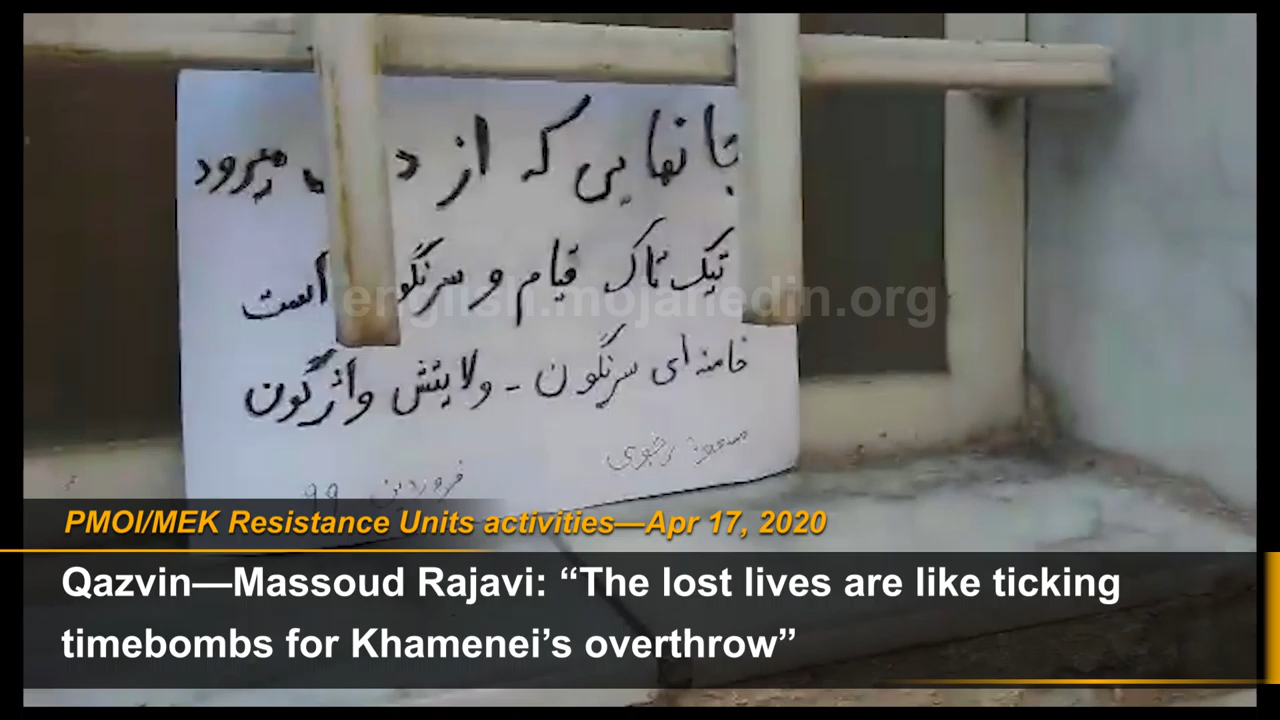 جانهایی که از میرود
تیک تاک قیام و سرنگو است
خامنه ای سرنگون - ولایتش واژگون
مسعود رجوی
فروردین ۹۹
english.mojahedin.org
PMOI/MEK Resistance Units activities—Apr 17, 2020
Qazvin—Massoud Rajavi: “The lost lives are like ticking
timebombs for Khamenei’s overthrow”